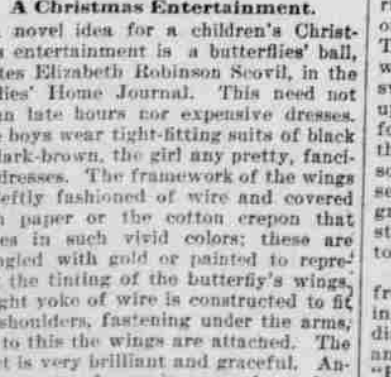 A Christmas Entertainment.
novel idea for a children's Christ-
s entertainment is a butterflies' ball,
tes Elizabeth Robinson Scovil, in the
dies' Home Journal. This need not
an late hours nor expensive dresses.
e boys wear tight-fitting suits of black
dark-brown, the girl any pretty, fanci-
dresses. The framework of the wings
deftly fashioned of wire and covered
h paper or the cotton crepon that
es in such vivid colors; these are
ngled with gold or painted to repre-
the tinting of the butterfly's wings.
ght yoke of wire is constructed to fit
shoulders, fastening under the arms,
to this the wings are attached. The
t is very brilliant and graceful. An-